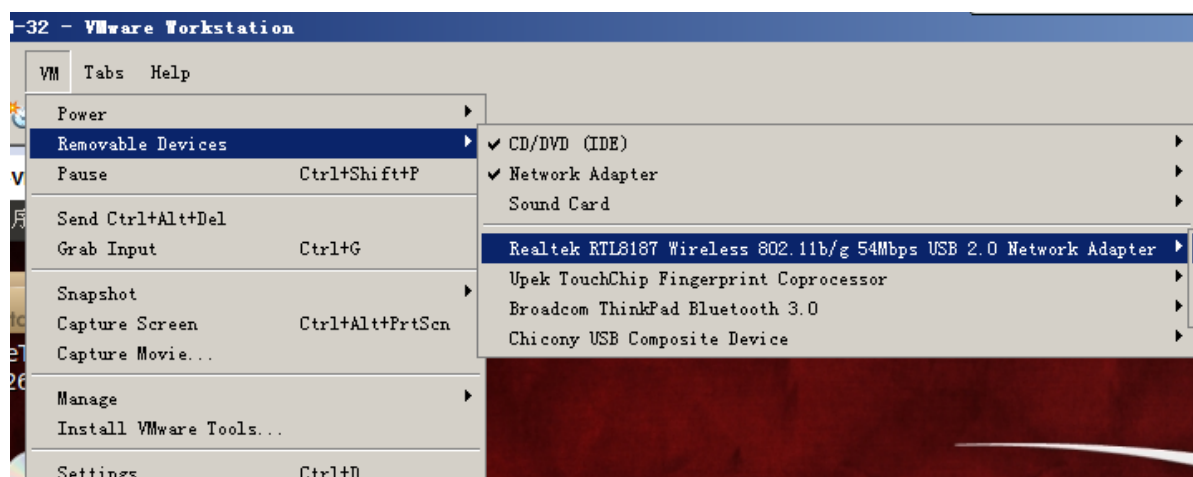 -32 - VMware Workstation
VM Tabs Help
Power
Removable Devices
Pause Ctrl+Shift+P
Send Ctrl+Alt+Del
Grab Input Ctrl+G
Snapshot
Capture Screen Ctrl+Alt+PrtScn
Capture Movie...
Manage
Install VMware Tools...
Settings Ctrl+D
CD/DVD (IDE)
Network Adapter
Sound Card
Realtek RTL8187 Wireless 802.11b/g 54Mbps USB 2.0 Network Adapter
Upek TouchChip Fingerprint Coprocessor
Broadcom ThinkPad Bluetooth 3.0
Chicony USB Composite Device